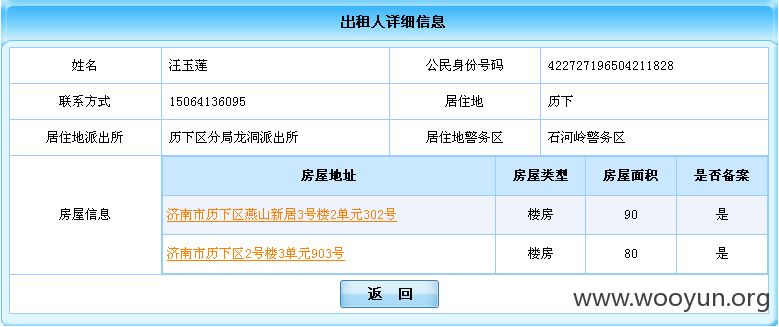 出租人详细信息
姓名 汪玉莲 公民身份号码 422727196504211828
联系方式 15064136095 居住地 历下
居住地派出所 历下区分局龙洞派出所 居住地警务区 石河岭警务区
房屋信息
房屋地址 房屋类型 房屋面积 是否备案
济南市历下区燕山新居3号楼2单元302号 楼房 90 是
济南市历下区2号楼3单元903号 楼房 80 是
返 回
www.wooyun.org